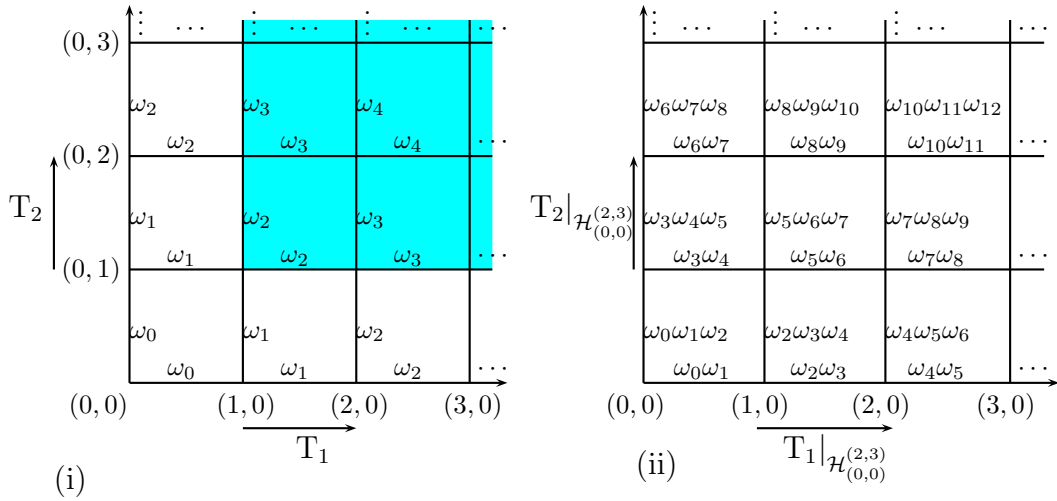 ⋮ ⋯ ⋮ ⋯ ⋮ ⋯ ⋮ ⋯ ⋮ ⋯ ⋮ ⋯
(0, 3)
ω₂ ω₃ ω₄ ω₆ω₇ω₈ ω₈ω₉ω₁₀ ω₁₀ω₁₁ω₁₂
ω₂ ω₃ ω₄ ⋯ ω₆ω₇ ω₈ω₉ ω₁₀ω₁₁ ⋯
(0, 2)
T₂ ω₁ ω₂ ω₃ T₂|_{ℋ_{(0,0)}^{(2,3)}} ω₃ω₄ω₅ ω₅ω₆ω₇ ω₇ω₈ω₉
ω₁ ω₂ ω₃ ⋯ ω₃ω₄ ω₅ω₆ ω₇ω₈ ⋯
(0, 1)
ω₀ ω₁ ω₂ ω₀ω₁ω₂ ω₂ω₃ω₄ ω₄ω₅ω₆
ω₀ ω₁ ω₂ ⋯ ω₀ω₁ ω₂ω₃ ω₄ω₅ ⋯
(0, 0) (1, 0) (2, 0) (3, 0) (0, 0) (1, 0) (2, 0) (3, 0)
T₁ T₁|_{ℋ_{(0,0)}^{(2,3)}}
(i) (ii)